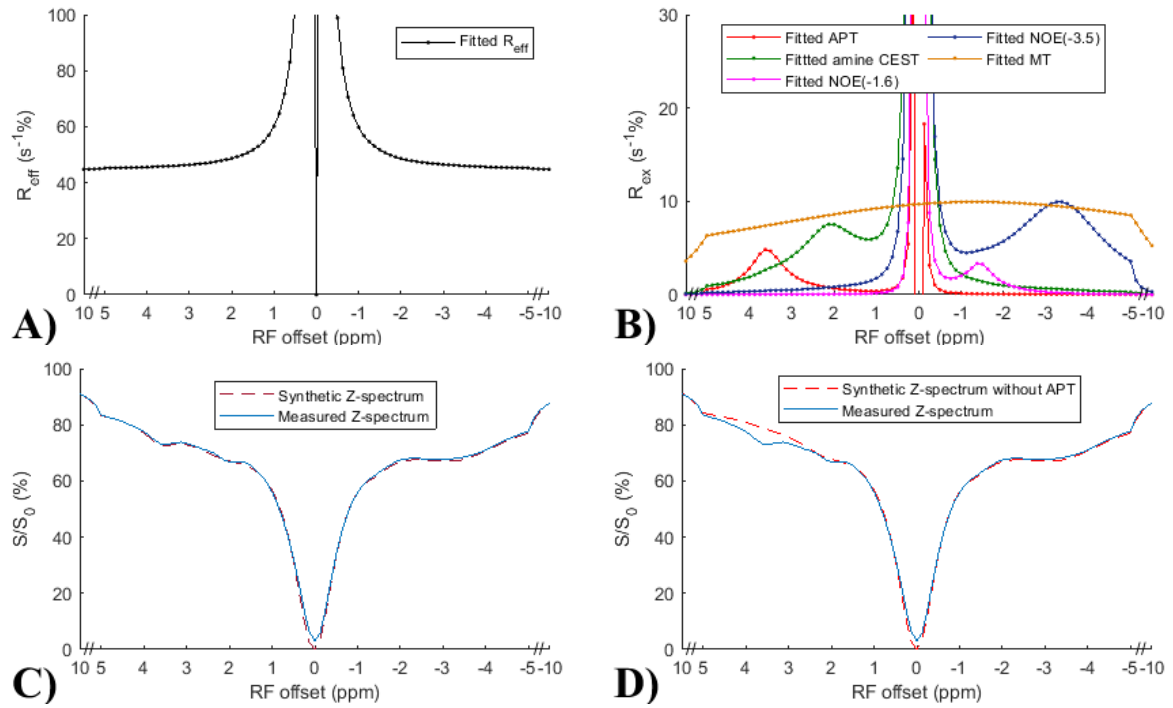 100
80
60
40
20
0
R_eff (s⁻¹%)
Fitted R_eff
10 5 4 3 2 1 0 -1 -2 -3 -4 -5 -10
RF offset (ppm)
A)
30
20
10
0
R_ex (s⁻¹%)
Fitted APT
Fittted amine CEST
Fitted NOE(-1.6)
Fitted NOE(-3.5)
Fitted MT
10 5 4 3 2 1 0 -1 -2 -3 -4 -5 -10
RF offset (ppm)
B)
100
80
60
40
20
0
S/S₀ (%)
Synthetic Z-spectrum
Measured Z-spectrum
10 5 4 3 2 1 0 -1 -2 -3 -4 -5 -10
RF offset (ppm)
C)
100
80
60
40
20
0
S/S₀ (%)
Synthetic Z-spectrum without APT
Measured Z-spectrum
10 5 4 3 2 1 0 -1 -2 -3 -4 -5 -10
RF offset (ppm)
D)